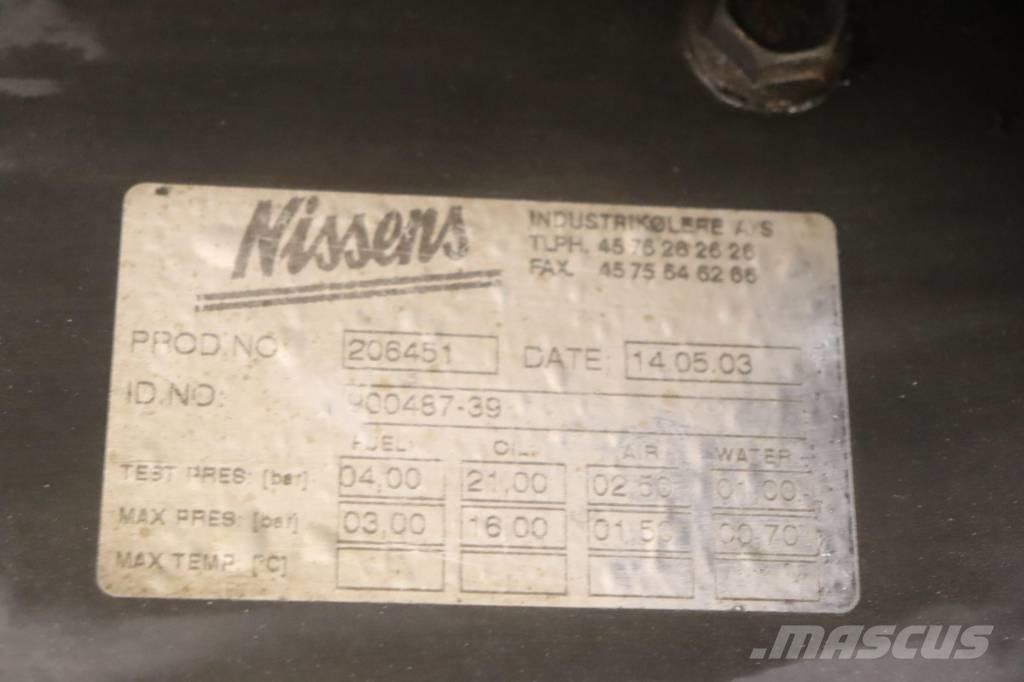 Nissens
INDUSTRIKØLERE A/S
TLPH. 45 76 26 26 26
FAX. 45 75 64 62 66
PROD.NO. 206451 DATE: 14.05.03
ID.NO: 900487-39
FUEL: OIL: AIR WATER
TEST PRES: [bar] 04,00 21,00 02,50 01,00
MAX PRES: [bar] 03,00 16,00 01,50 00,70
MAX TEMP. [°C]
.MASCUS